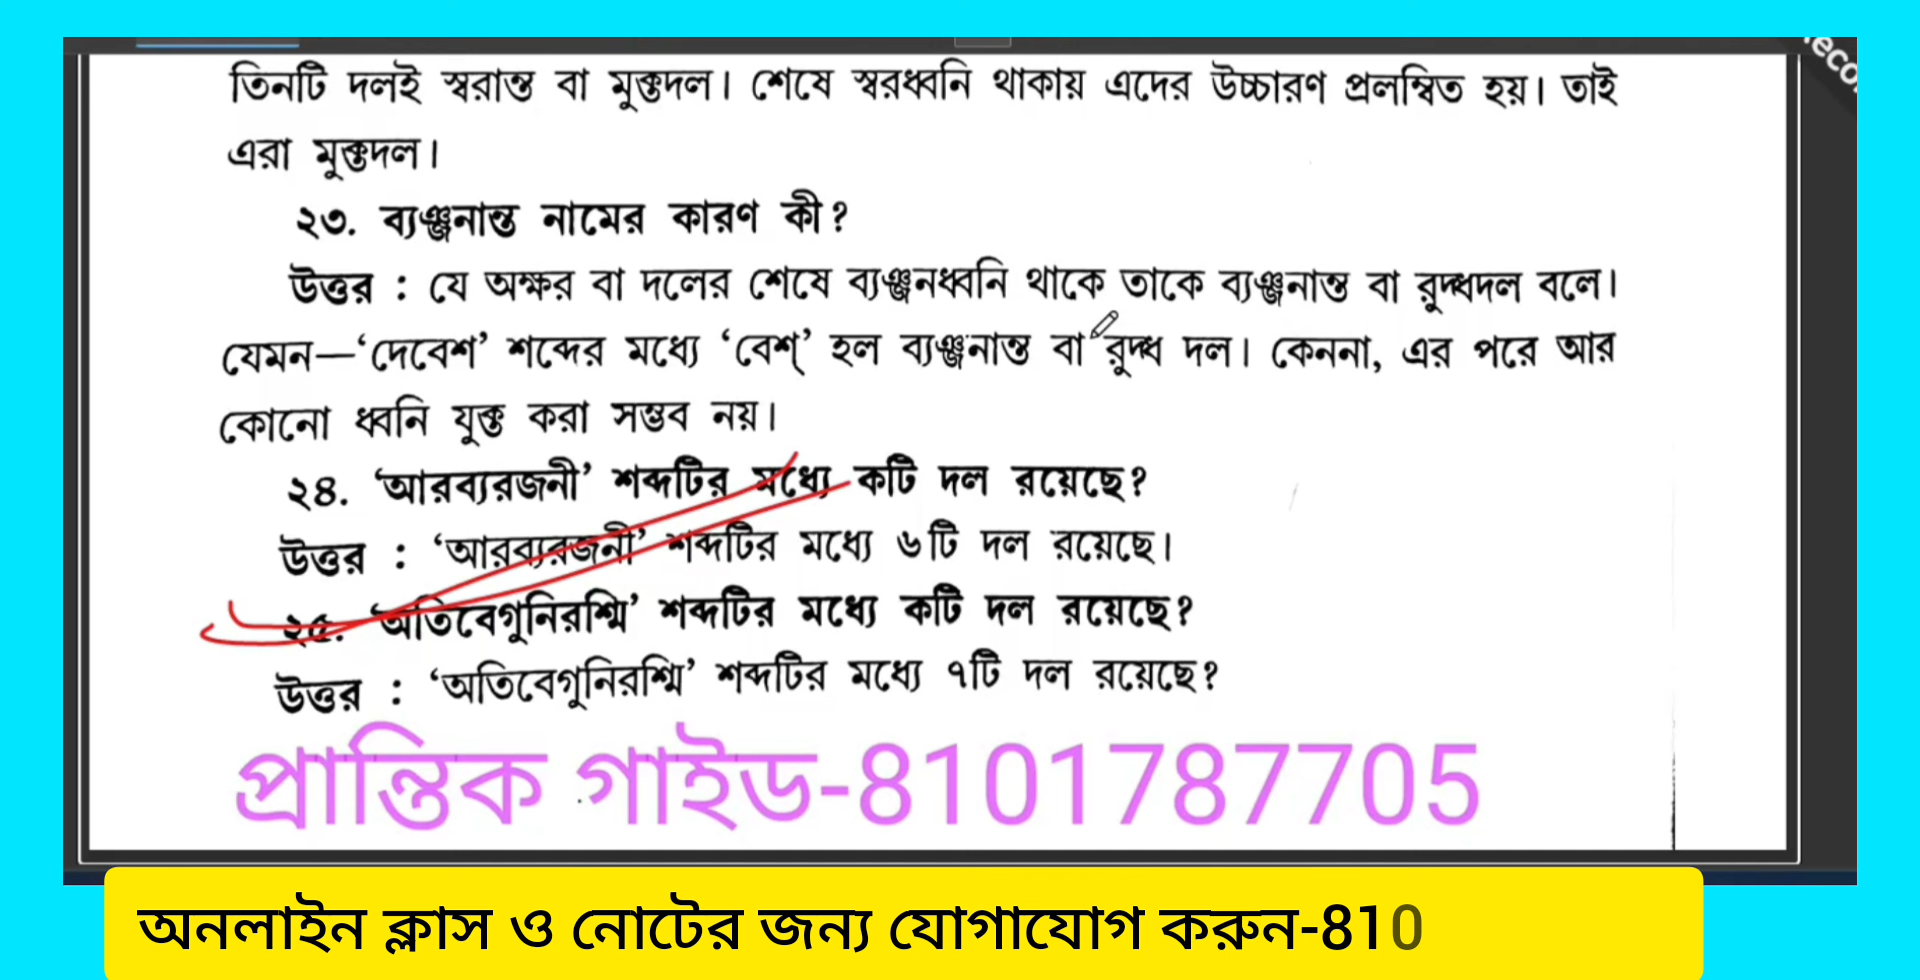 eco
তিনটি দলই স্বরান্ত বা মুক্তদল। শেষে স্বরধ্বনি থাকায় এদের উচ্চারণ প্রলম্বিত হয়। তাই
এরা মুক্তদল।
২৩. ব্যঞ্জনান্ত নামের কারণ কী?
উত্তর : যে অক্ষর বা দলের শেষে ব্যঞ্জনধ্বনি থাকে তাকে ব্যঞ্জনান্ত বা রুদ্ধদল বলে।
যেমন—‘দেবেশ’ শব্দের মধ্যে ‘বেশ্’ হল ব্যঞ্জনান্ত বা রুদ্ধ দল। কেননা, এর পরে আর
কোনো ধ্বনি যুক্ত করা সম্ভব নয়।
২৪. ‘আরব্যরজনী’ শব্দটির মধ্যে কটি দল রয়েছে?
উত্তর : ‘আরব্যরজনী’ শব্দটির মধ্যে ৬টি দল রয়েছে।
২৫. ‘অতিবেগুনিরশ্মি’ শব্দটির মধ্যে কটি দল রয়েছে?
উত্তর : ‘অতিবেগুনিরশ্মি’ শব্দটির মধ্যে ৭টি দল রয়েছে?
প্রান্তিক গাইড-8101787705
অনলাইন ক্লাস ও নোটের জন্য যোগাযোগ করুন-810